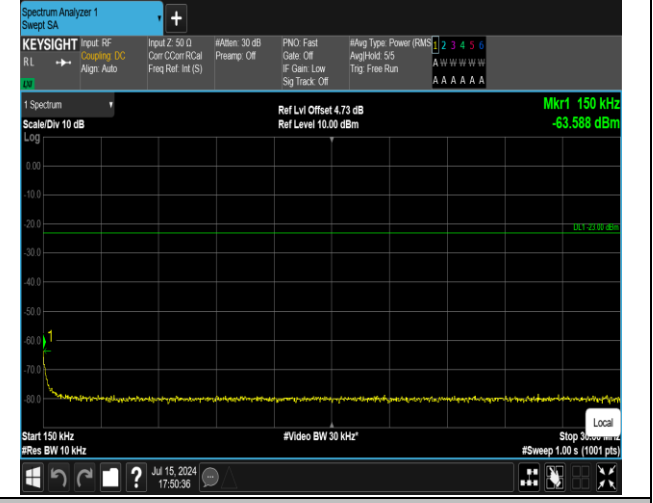 Spectrum Analyzer 1
Swept SA
+
KEYSIGHT Input: RF Input Z: 50 Ω #Atten: 30 dB PNO: Fast #Avg Type: Power (RMS 1 2 3 4 5 6
RL Coupling: DC Corr CCorr RCal Preamp: Off Gate: Off Avg|Hold: 5/5 A W W W W W
Align: Auto Freq Ref: Int (S) IF Gain: Low Trig: Free Run
Sig Track: Off A A A A A A
1 Spectrum
Ref Lvl Offset 4.73 dB Mkr1 150 kHz
Scale/Div 10 dB Ref Level 10.00 dBm -63.588 dBm
Log
0.00
-10.0
-20.0
DL1 -23.00 dBm
-30.0
-40.0
-50.0
1
-60.0
-70.0
-80.0
Local
Start 150 kHz #Video BW 30 kHz* Stop 30.00 MHz
#Res BW 10 kHz #Sweep 1.00 s (1001 pts)
? Jul 15, 2024
17:50:36